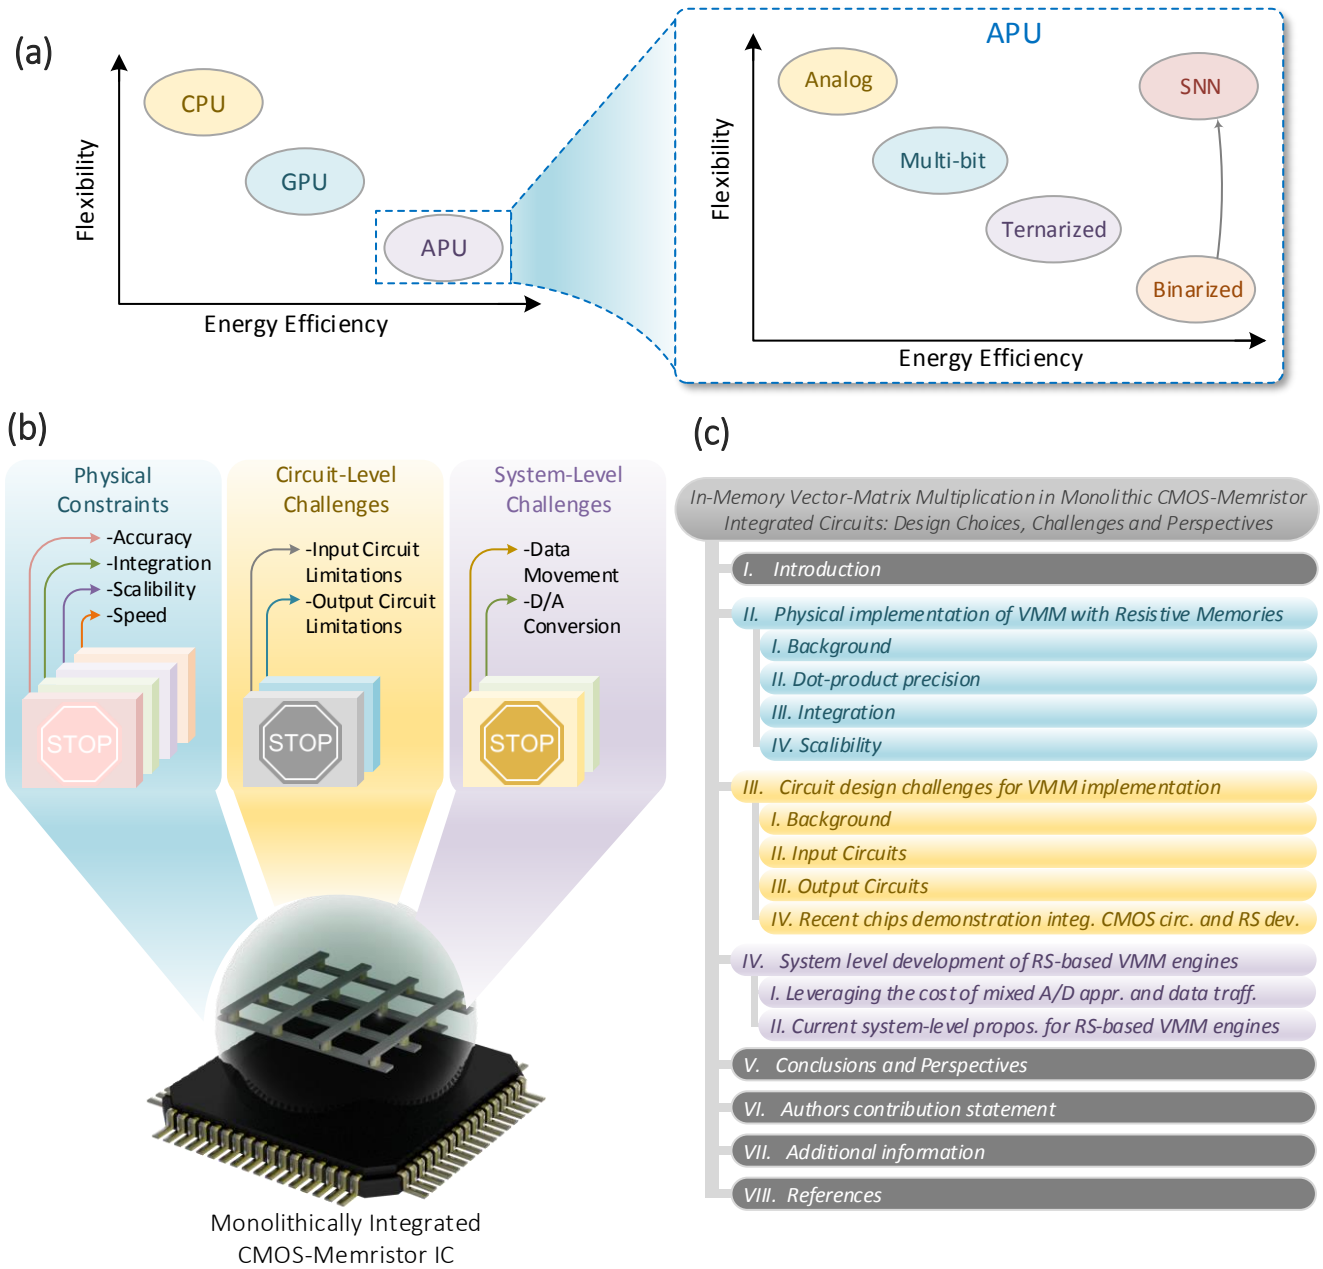 (a)
CPU
GPU
APU
Flexibility
Energy Efficiency
APU
Analog
SNN
Multi-bit
Ternarized
Binarized
Flexibility
Energy Efficiency
(b)
Physical
Constraints
-Accuracy
-Integration
-Scalibility
-Speed
STOP
Circuit-Level
Challenges
-Input Circuit
Limitations
-Output Circuit
Limitations
STOP
System-Level
Challenges
-Data
Movement
-D/A
Conversion
STOP
Monolithically Integrated
CMOS-Memristor IC
(c)
In-Memory Vector-Matrix Multiplication in Monolithic CMOS-Memristor
Integrated Circuits: Design Choices, Challenges and Perspectives
I. Introduction
II. Physical implementation of VMM with Resistive Memories
I. Background
II. Dot-product precision
III. Integration
IV. Scalibility
III. Circuit design challenges for VMM implementation
I. Background
II. Input Circuits
III. Output Circuits
IV. Recent chips demonstration integ. CMOS circ. and RS dev.
IV. System level development of RS-based VMM engines
I. Leveraging the cost of mixed A/D appr. and data traff.
II. Current system-level propos. for RS-based VMM engines
V. Conclusions and Perspectives
VI. Authors contribution statement
VII. Additional information
VIII. References